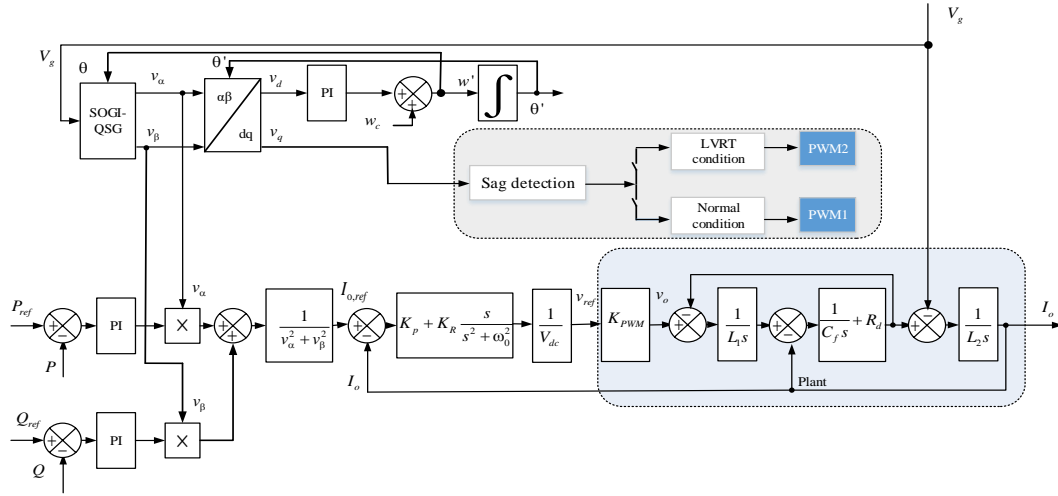 V_g
V_g
θ
θ'
v_α
v_d
w'
SOGI-
QSG
αβ
dq
PI
+
+
∫
θ'
w_c
v_β
v_q
Sag detection
LVRT
condition
PWM2
Normal
condition
PWM1
P_ref
+
−
P
PI
v_α
×
+
+
1 / (v_α^2 + v_β^2)
I_0,ref
+
−
I_o
K_p + K_R s / (s^2 + ω_0^2)
1 / V_dc
v_ref
K_PWM
v_o
+
−
1 / (L_1 s)
+
−
1 / (C_f s) + R_d
+
−
1 / (L_2 s)
I_o
Plant
v_β
Q_ref
+
−
Q
PI
×